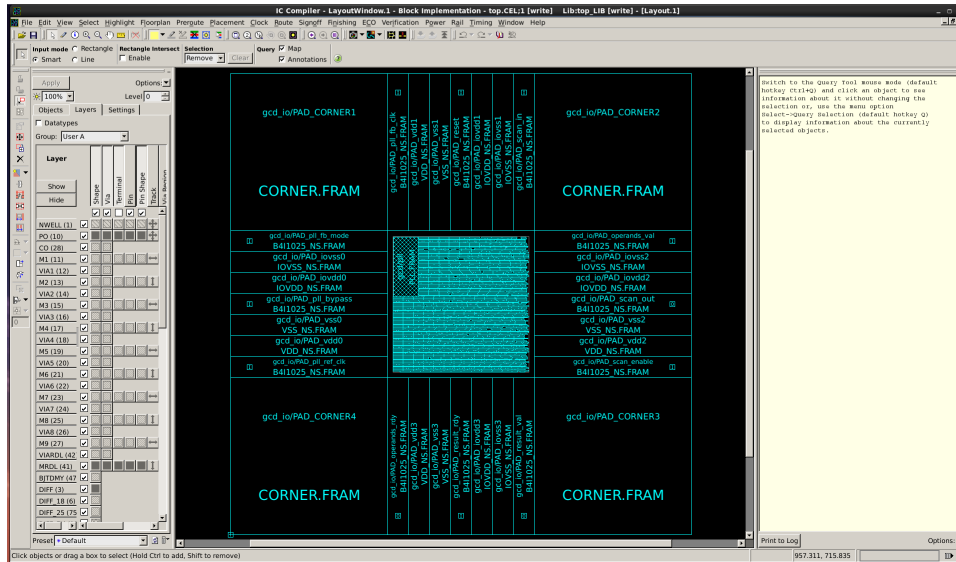 IC Compiler - LayoutWindow.1 - Block Implementation - top.CEL;1 [write] Lib:top_LIB [write] - [Layout.1]
File Edit View Select Highlight Floorplan Preroute Placement Clock Route Signoff Finishing ECO Verification Power Rail Timing Window Help
Input mode Rectangle Rectangle Intersect Selection Query Map
Smart Line Enable Remove Clear Annotations
Apply Options:
100% Level 0
Objects Layers Settings
Datatypes
Group: User A
Layer
Show
Hide
Shape
Via
Terminal
Pin
Pin Shape
Track
Via Region
NWELL (1)
PO (10)
CO (28)
M1 (11)
VIA1 (12)
M2 (13)
VIA2 (14)
M3 (15)
VIA3 (16)
M4 (17)
VIA4 (18)
M5 (19)
VIA5 (20)
M6 (21)
VIA6 (22)
M7 (23)
VIA7 (24)
M8 (25)
VIA8 (26)
M9 (27)
VIARDL (42
MRDL (41)
BJTDMY (47
DIFF (3)
DIFF_18 (6)
DIFF_25 (75
Preset Default
gcd_io/PAD_CORNER1
CORNER.FRAM
gcd_io/PAD_pll_fb_clk
B4I1025_NS.FRAM
gcd_io/PAD_vdd1
VDD_NS.FRAM
gcd_io/PAD_vss1
VSS_NS.FRAM
gcd_io/PAD_reset
B4I1025_NS.FRAM
gcd_io/PAD_iovdd1
IOVDD_NS.FRAM
gcd_io/PAD_iovss1
IOVSS_NS.FRAM
gcd_io/PAD_scan_in
B4I1025_NS.FRAM
gcd_io/PAD_CORNER2
CORNER.FRAM
gcd_io/PAD_pll_fb_mode
B4I1025_NS.FRAM
gcd_io/PAD_iovss0
IOVSS_NS.FRAM
gcd_io/PAD_iovdd0
IOVDD_NS.FRAM
gcd_io/PAD_pll_bypass
B4I1025_NS.FRAM
gcd_io/PAD_vss0
VSS_NS.FRAM
gcd_io/PAD_vdd0
VDD_NS.FRAM
gcd_io/PAD_pll_ref_clk
B4I1025_NS.FRAM
gcd_io/PAD_operands_val
B4I1025_NS.FRAM
gcd_io/PAD_iovss2
IOVSS_NS.FRAM
gcd_io/PAD_iovdd2
IOVDD_NS.FRAM
gcd_io/PAD_scan_out
B4I1025_NS.FRAM
gcd_io/PAD_vss2
VSS_NS.FRAM
gcd_io/PAD_vdd2
VDD_NS.FRAM
gcd_io/PAD_scan_enable
B4I1025_NS.FRAM
gcd_io/PAD_CORNER4
CORNER.FRAM
gcd_io/PAD_operands_rdy
B4I1025_NS.FRAM
gcd_io/PAD_vdd3
VDD_NS.FRAM
gcd_io/PAD_vss3
VSS_NS.FRAM
gcd_io/PAD_result_rdy
B4I1025_NS.FRAM
gcd_io/PAD_iovdd3
IOVDD_NS.FRAM
gcd_io/PAD_iovss3
IOVSS_NS.FRAM
gcd_io/PAD_result_val
B4I1025_NS.FRAM
gcd_io/PAD_CORNER3
CORNER.FRAM
Switch to the Query Tool mouse mode (default
hotkey Ctrl+Q) and click an object to see
information about it without changing the
selection or, use the menu option
Select->Query Selection (default hotkey Q)
to display information about the currently
selected objects.
Print to Log Options:
Click objects or drag a box to select (Hold Ctrl to add, Shift to remove)
957.311, 715.835